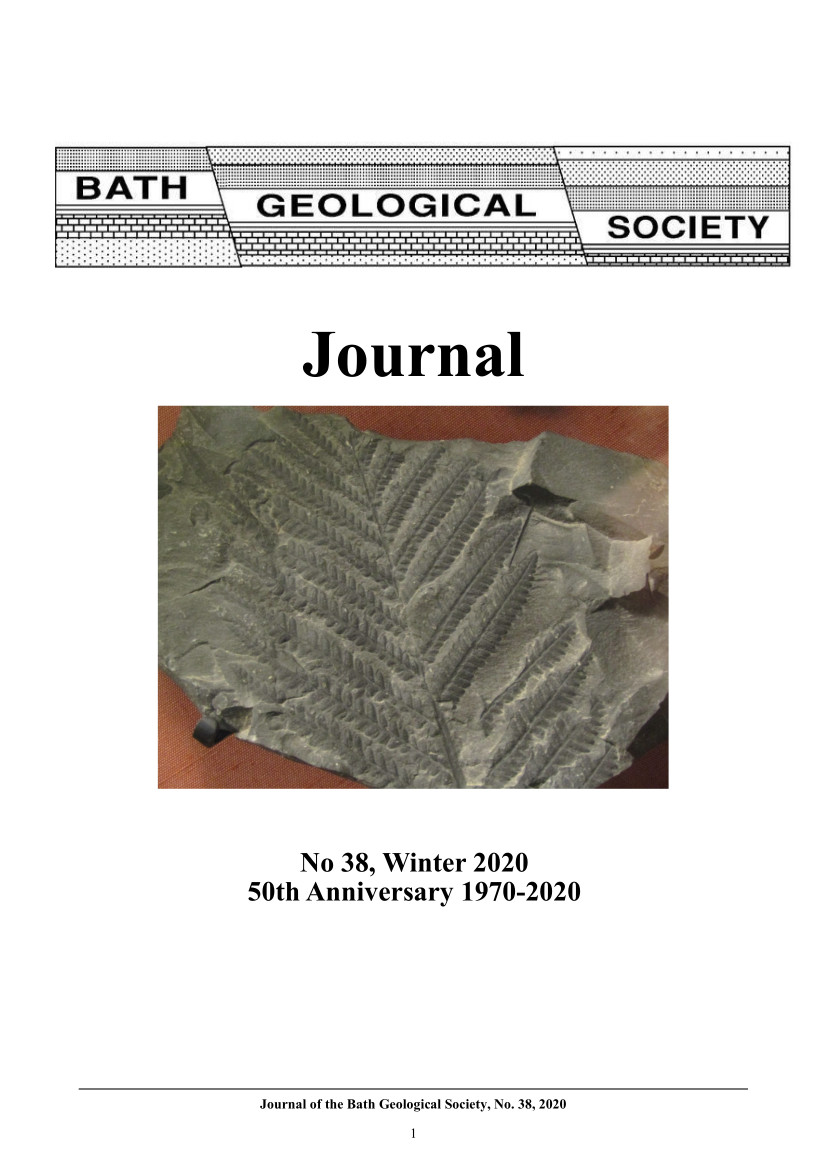 BATH
GEOLOGICAL
SOCIETY
Journal
No 38, Winter 2020
50th Anniversary 1970-2020
Journal of the Bath Geological Society, No. 38, 2020
1